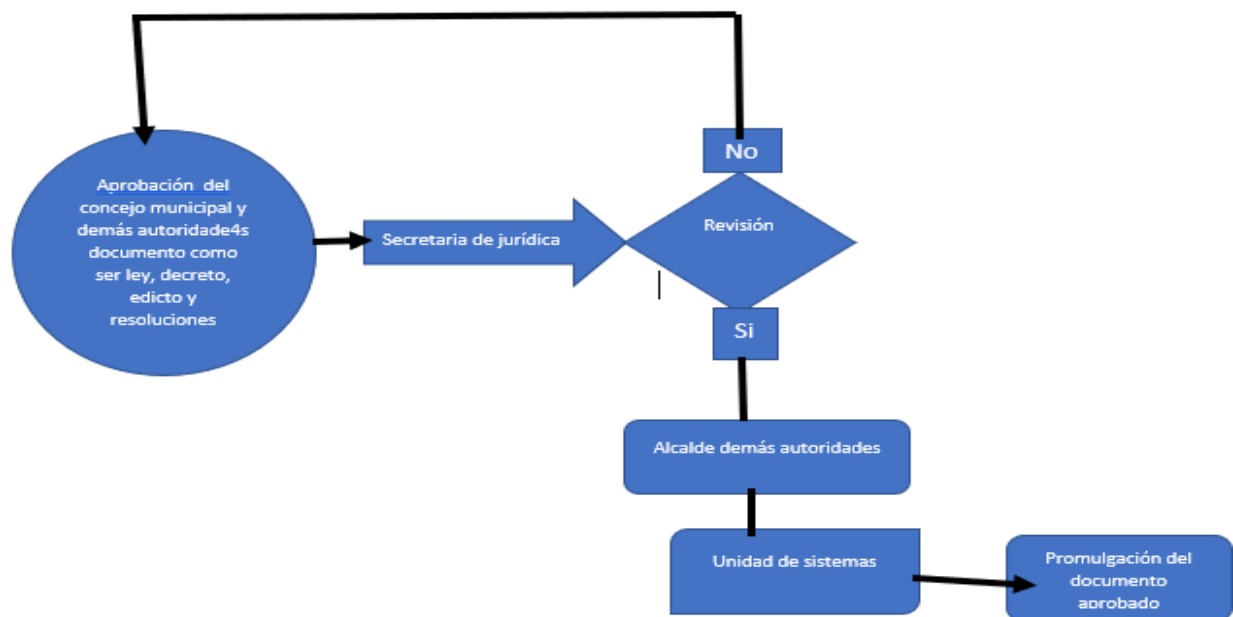 No
Aprobación del
concejo municipal y
demás autoridade4s
documento como
ser ley, decreto,
edicto y
resoluciones
Secretaria de jurídica
Revisión
Si
Alcalde demás autoridades
Unidad de sistemas
Promulgación del
documento
aprobado